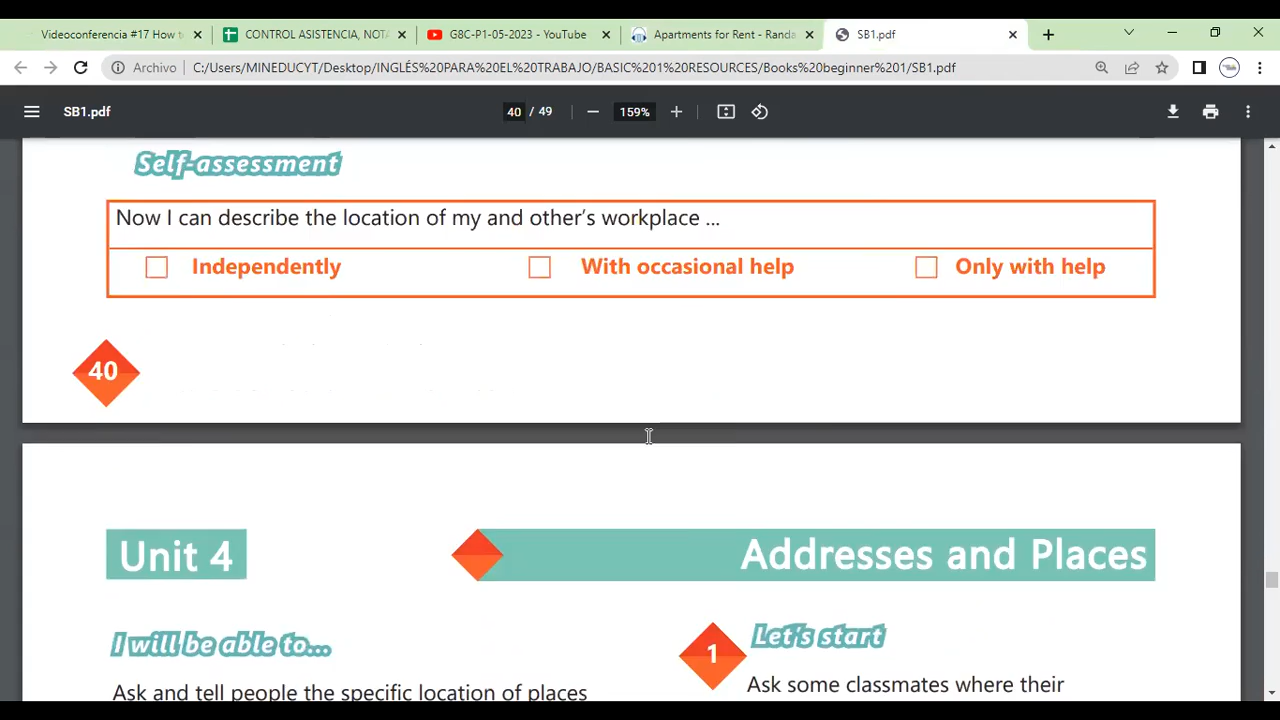 Videoconferencia #17 How t
CONTROL ASISTENCIA, NOTA
G8C-P1-05-2023 - YouTube
Apartments for Rent - Randa
SB1.pdf
Archivo
C:/Users/MINEDUCYT/Desktop/INGLÉS%20PARA%20EL%20TRABAJO/BASIC%201%20RESOURCES/Books%20beginner%201/SB1.pdf
SB1.pdf
40 / 49
159%
Self-assessment
Now I can describe the location of my and other's workplace ...
Independently
With occasional help
Only with help
40
Unit 4
Addresses and Places
I will be able to...
1
Let's start
Ask and tell people the specific location of places
Ask some classmates where their